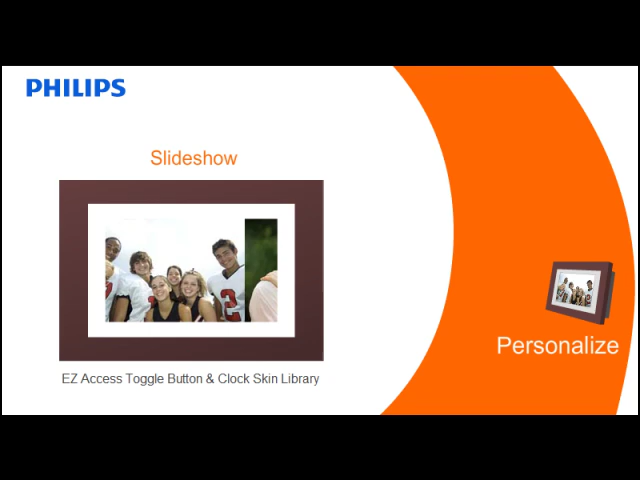 PHILIPS
Slideshow
EZ Access Toggle Button & Clock Skin Library
Personalize